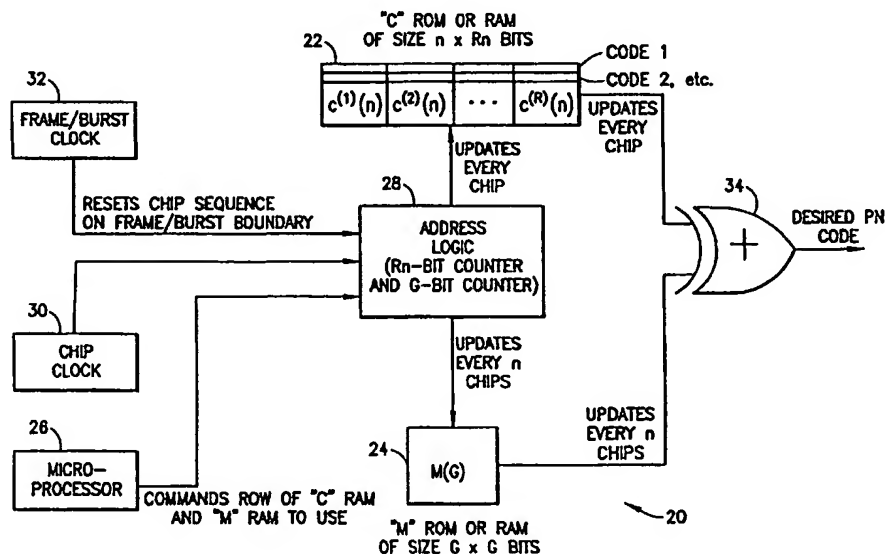 "C" ROM OR RAM
OF SIZE n x Rn BITS
22
CODE 1
CODE 2, etc.
c(1)(n) c(2)(n) ... c(R)(n)
32
FRAME/BURST
CLOCK
UPDATES
EVERY
CHIP
UPDATES
EVERY
CHIP
RESETS CHIP SEQUENCE
ON FRAME/BURST BOUNDARY
28
ADDRESS
LOGIC
(Rn-BIT COUNTER
AND G-BIT COUNTER)
34
+
DESIRED PN
CODE
30
CHIP
CLOCK
UPDATES
EVERY n
CHIPS
26
MICRO-
PROCESSOR
COMMANDS ROW OF "C" RAM
AND "M" RAM TO USE
24
M(G)
UPDATES
EVERY n
CHIPS
20
"M" ROM OR RAM
OF SIZE G x G BITS